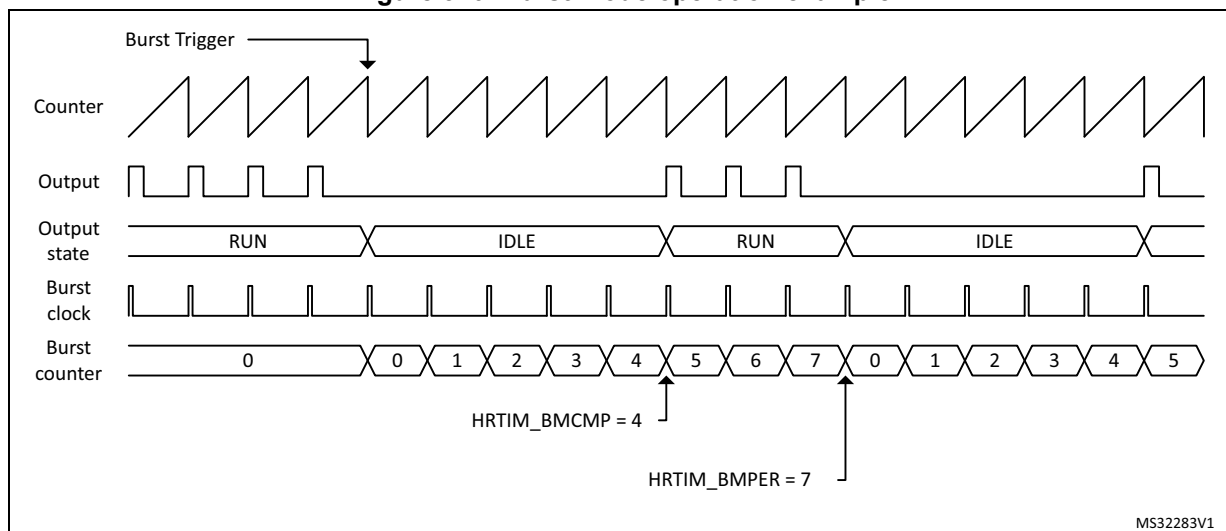 Burst Trigger
Counter
Output
Output
state
RUN IDLE RUN IDLE
Burst
clock
Burst
counter
0 0 1 2 3 4 5 6 7 0 1 2 3 4 5
HRTIM_BMCMP = 4
HRTIM_BMPER = 7
MS32283V1